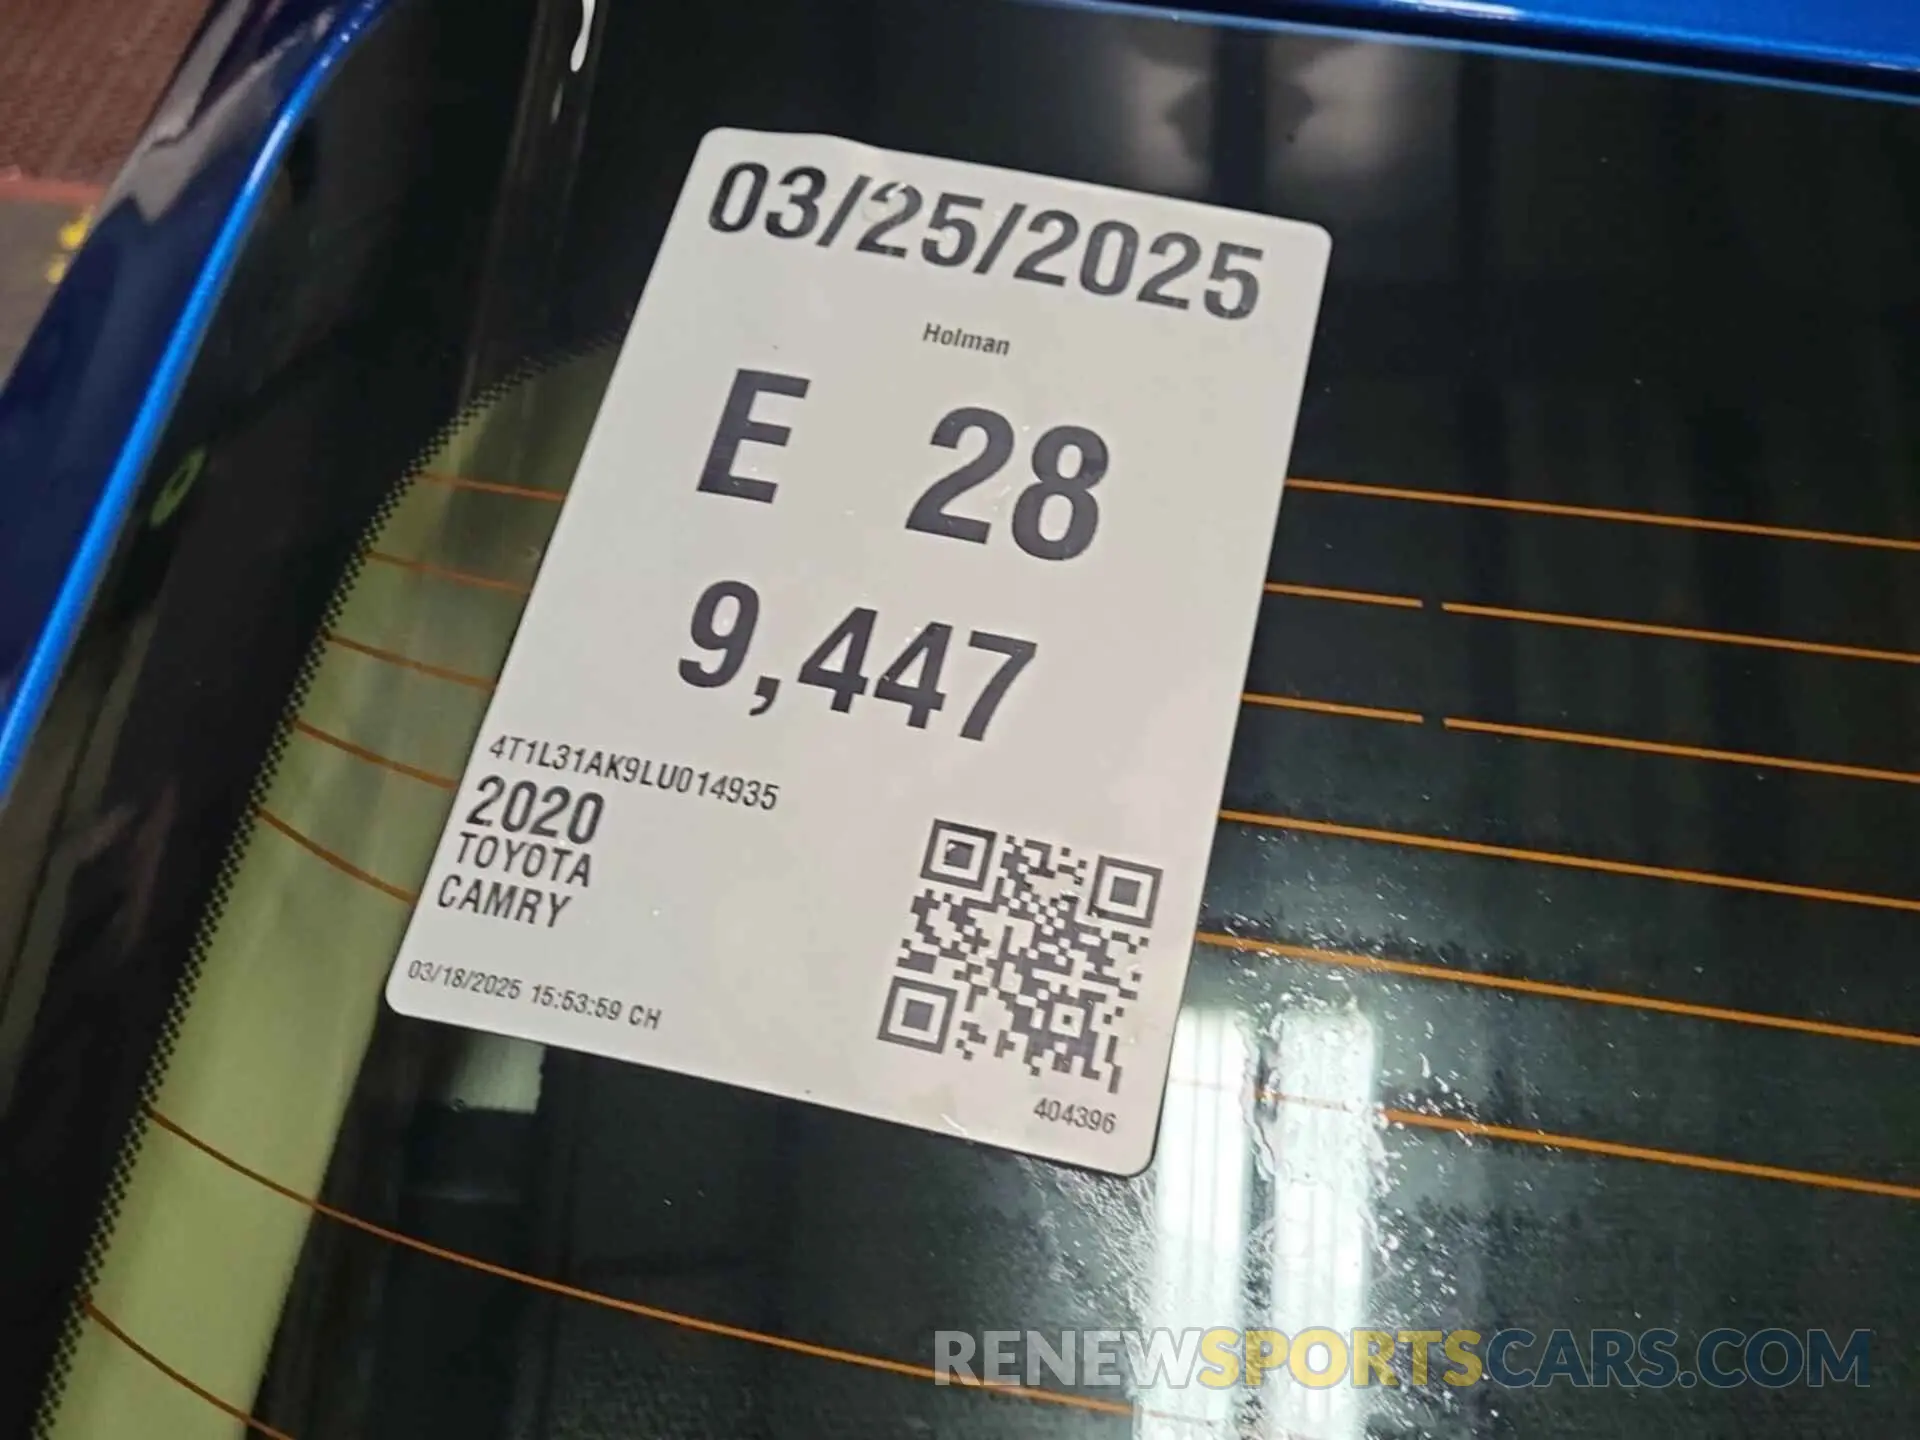 03/25/2025
Holman
E 28
9,447
4T1L31AK9LU014935
2020
TOYOTA
CAMRY
03/18/2025 15:53:59 CH
404396
RENEWSPORTSCARS.COM